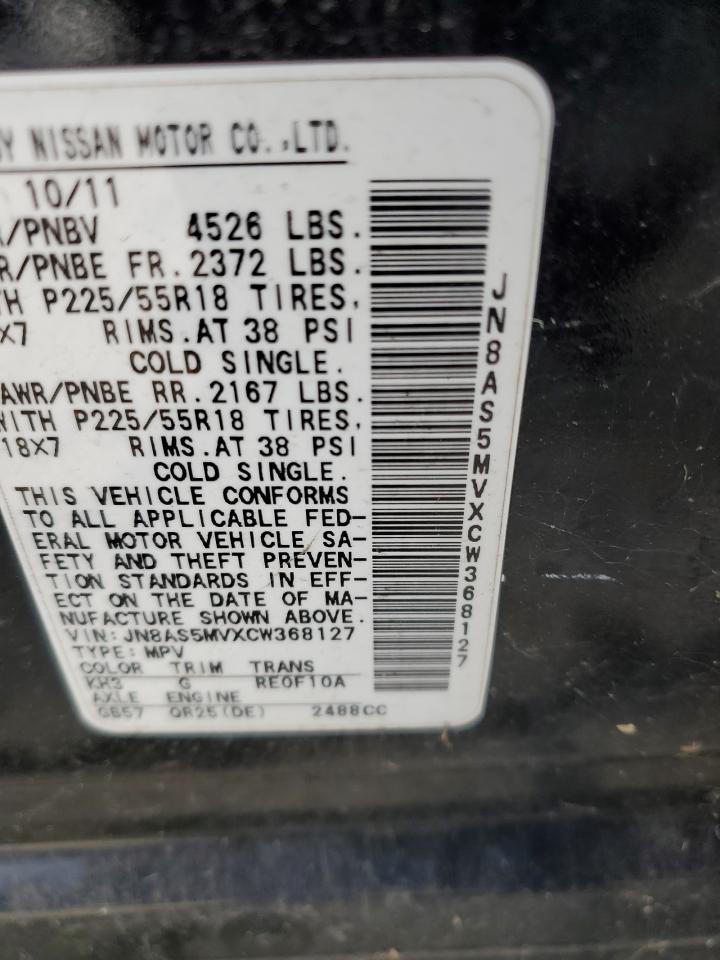 BY NISSAN MOTOR CO.,LTD.
10/11
/PNBV 4526 LBS.
R/PNBE FR.2372 LBS.
TH P225/55R18 TIRES,
X7 RIMS.AT 38 PSI
COLD SINGLE.
AWR/PNBE RR.2167 LBS.
WITH P225/55R18 TIRES,
18X7 RIMS.AT 38 PSI
COLD SINGLE.
THIS VEHICLE CONFORMS
TO ALL APPLICABLE FED-
ERAL MOTOR VEHICLE SA-
FETY AND THEFT PREVEN-
TION STANDARDS IN EFF-
ECT ON THE DATE OF MA-
NUFACTURE SHOWN ABOVE.
VIN:JN8AS5MVXCW368127
TYPE:MPV
COLOR TRIM TRANS
KH3 G RE0F10A
AXLE ENGINE
GB57 QR25(DE) 2488CC
JN8AS5MVXCW368127